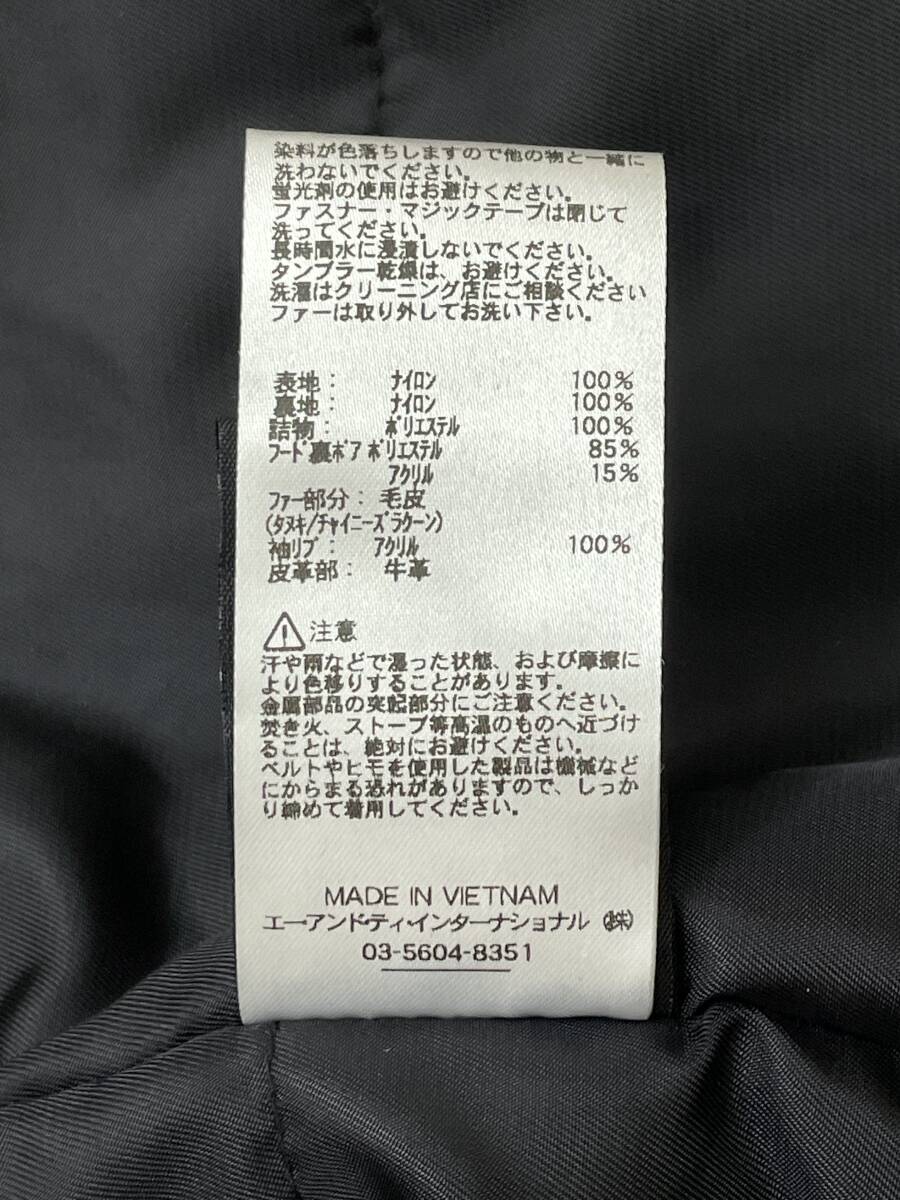 染料が色落ちしますので他の物と一緒に
洗わないでください。
蛍光剤の使用はお避けください。
ファスナー・マジックテープは閉じて
洗ってください。
長時間水に浸漬しないでください。
タンブラー乾燥は、お避けください。
洗濯はクリーニング店にご相談ください
ファーは取り外してお洗い下さい。
表地： ﾅｲﾛﾝ 100%
裏地： ﾅｲﾛﾝ 100%
詰物： ﾎﾟﾘｴｽﾃﾙ 100%
ﾌｰﾄﾞ裏ﾎﾞｱ ﾎﾟﾘｴｽﾃﾙ 85%
ｱｸﾘﾙ 15%
ﾌｧｰ部分： 毛皮
(ﾀﾇｷ/ﾁｬｲﾆｰｽﾞﾗｸｰﾝ)
袖ﾘﾌﾞ： ｱｸﾘﾙ 100%
皮革部： 牛革
⚠ 注意
汗や雨などで湿った状態、および摩擦に
より色移りすることがあります。
金属部品の突起部分にご注意ください。
焚き火、ストーブ等高温のものへ近づけ
ることは、絶対にお避けください。
ベルトやヒモを使用した製品は機械など
にからまる恐れがありますので、しっか
り締めて着用してください。
MADE IN VIETNAM
エー・アンド・ティ・インターナショナル ㈱
03-5604-8351